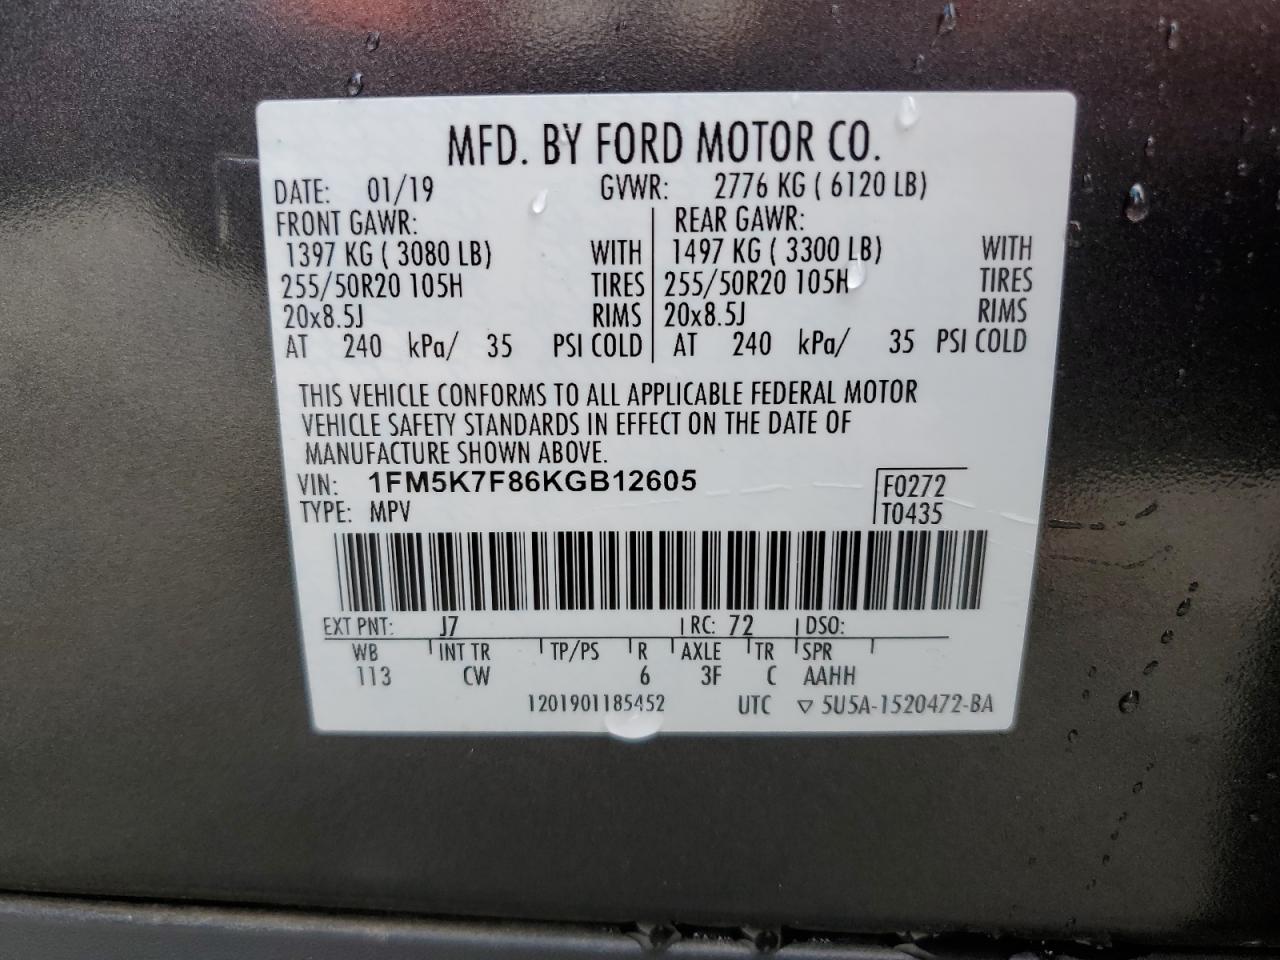 MFD. BY FORD MOTOR CO.
DATE: 01/19 GVWR: 2776 KG ( 6120 LB)
FRONT GAWR: REAR GAWR:
1397 KG ( 3080 LB) WITH 1497 KG ( 3300 LB) WITH
255/50R20 105H TIRES 255/50R20 105H TIRES
20x8.5J RIMS 20x8.5J RIMS
AT 240 kPa/ 35 PSI COLD AT 240 kPa/ 35 PSI COLD
THIS VEHICLE CONFORMS TO ALL APPLICABLE FEDERAL MOTOR
VEHICLE SAFETY STANDARDS IN EFFECT ON THE DATE OF
MANUFACTURE SHOWN ABOVE.
VIN: 1FM5K7F86KGB12605 F0272
TYPE: MPV T0435
EXT PNT: J7 RC: 72 DSO:
WB INT TR TP/PS R AXLE TR SPR
113 CW 6 3F C AAHH
1201901185452 UTC ▽ 5U5A-1520472-BA